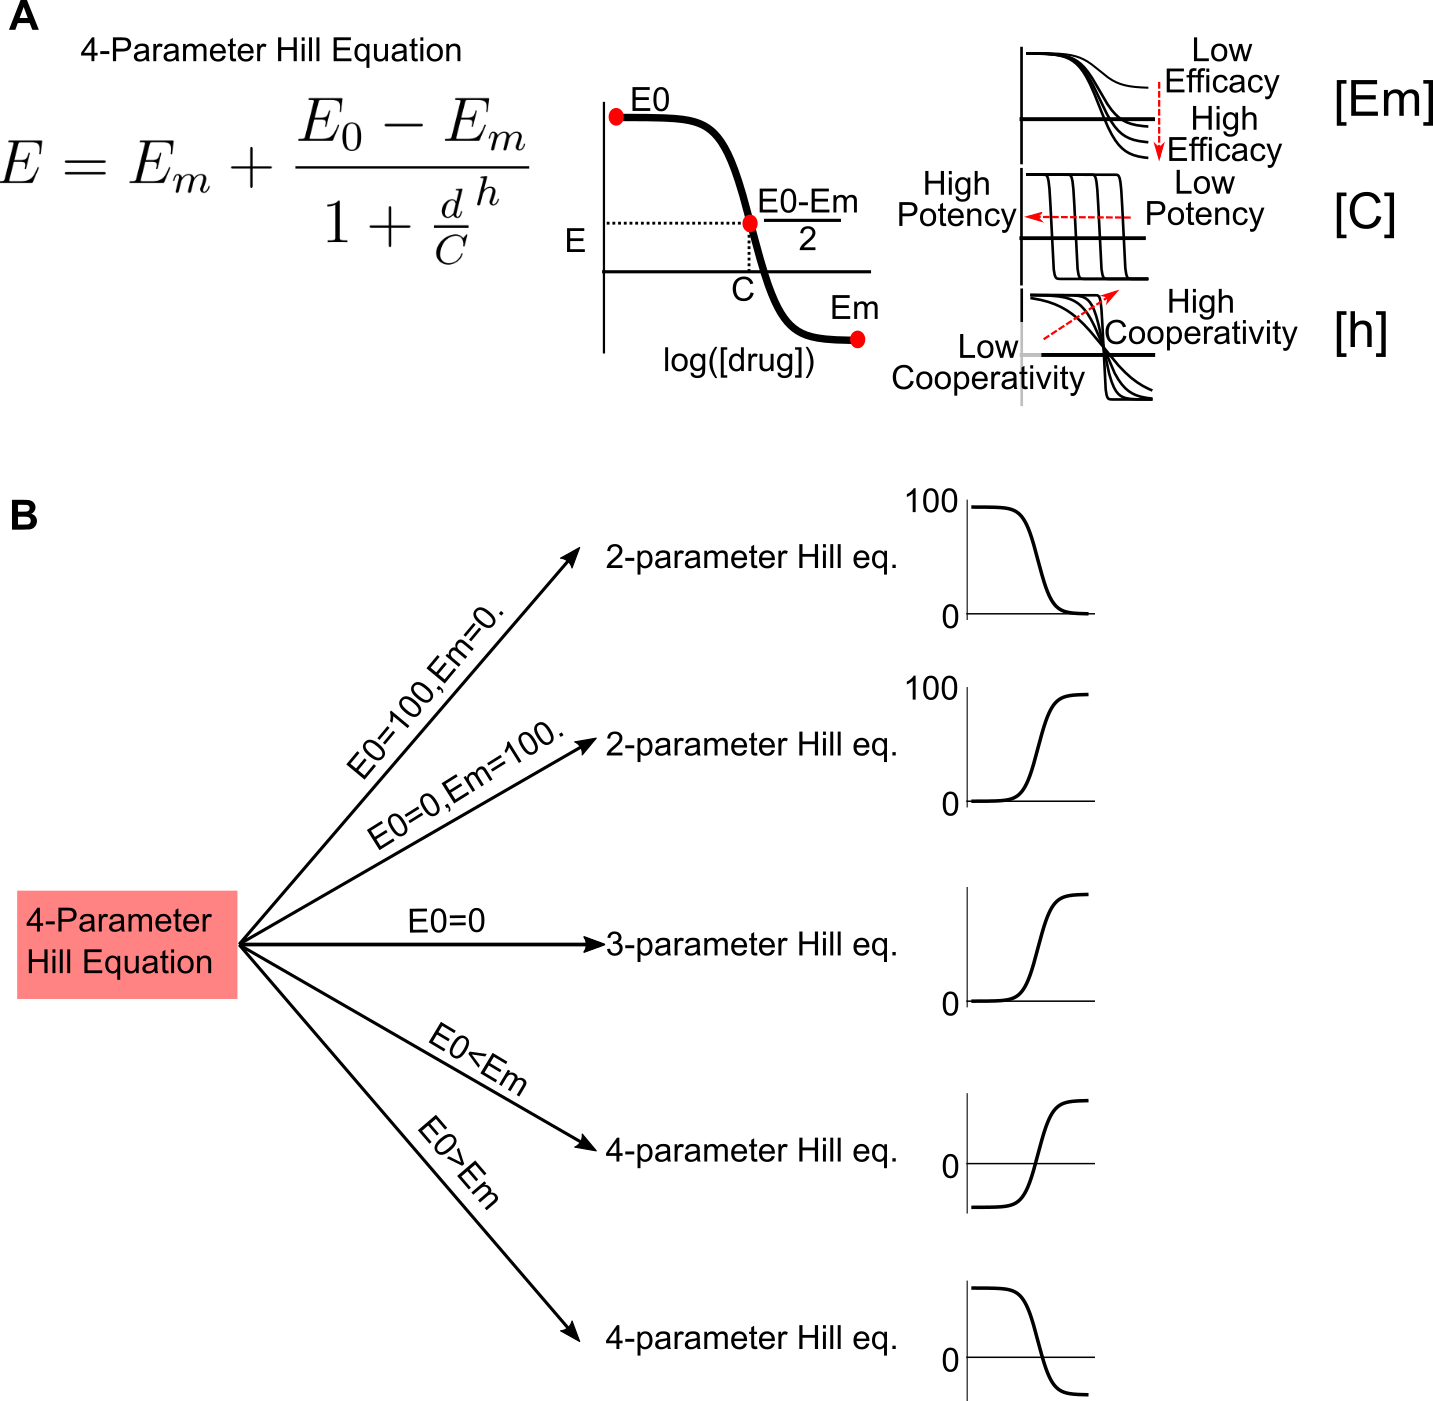 A
4-Parameter Hill Equation
E = E_m + \frac{E_0 - E_m}{1 + \frac{d}{C}^h}
E0
E0-Em
2
E
C
Em
log([drug])
Low
Efficacy
High
Efficacy
[Em]
High
Potency
Low
Potency
[C]
High
Cooperativity
Low
Cooperativity
[h]
B
4-Parameter
Hill Equation
E0=100,Em=0.
2-parameter Hill eq.
100
0
E0=0,Em=100.
2-parameter Hill eq.
100
0
E0=0
3-parameter Hill eq.
0
E0<Em
4-parameter Hill eq.
0
E0>Em
4-parameter Hill eq.
0